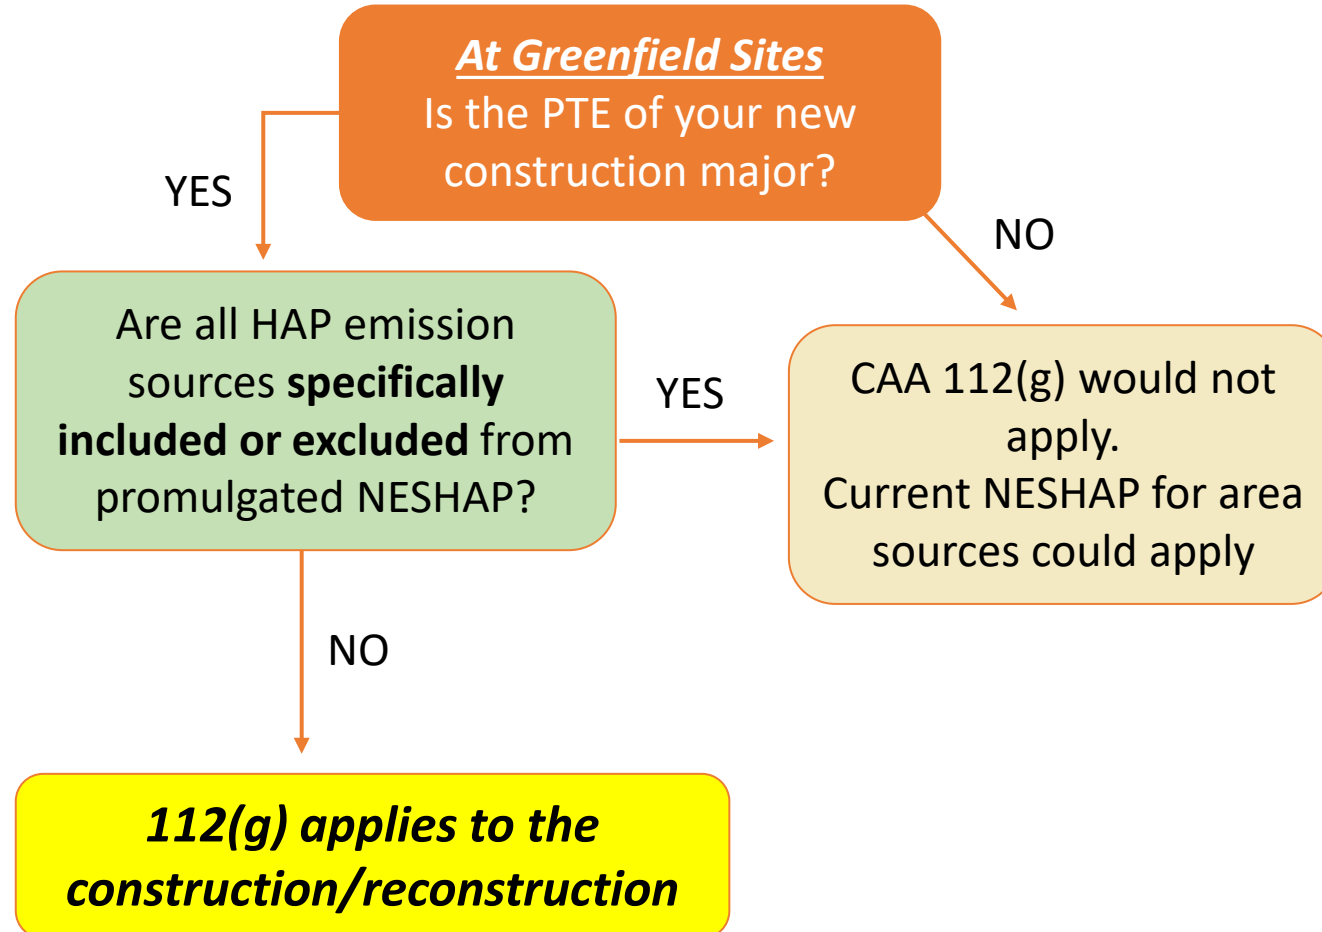 At Greenfield Sites
Is the PTE of your new
construction major?
YES
NO
Are all HAP emission
sources specifically
included or excluded from
promulgated NESHAP?
YES
CAA 112(g) would not
apply.
Current NESHAP for area
sources could apply
NO
112(g) applies to the
construction/reconstruction